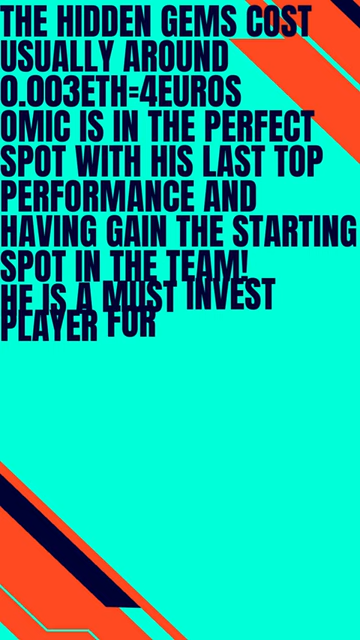 THE HIDDEN GEMS COST
USUALLY AROUND
0.003ETH=4EUROS
OMIC IS IN THE PERFECT
SPOT WITH HIS LAST TOP
PERFORMANCE AND
HAVING GAIN THE STARTING
SPOT IN THE TEAM!
HE IS A MUST INVEST
PLAYER FOR